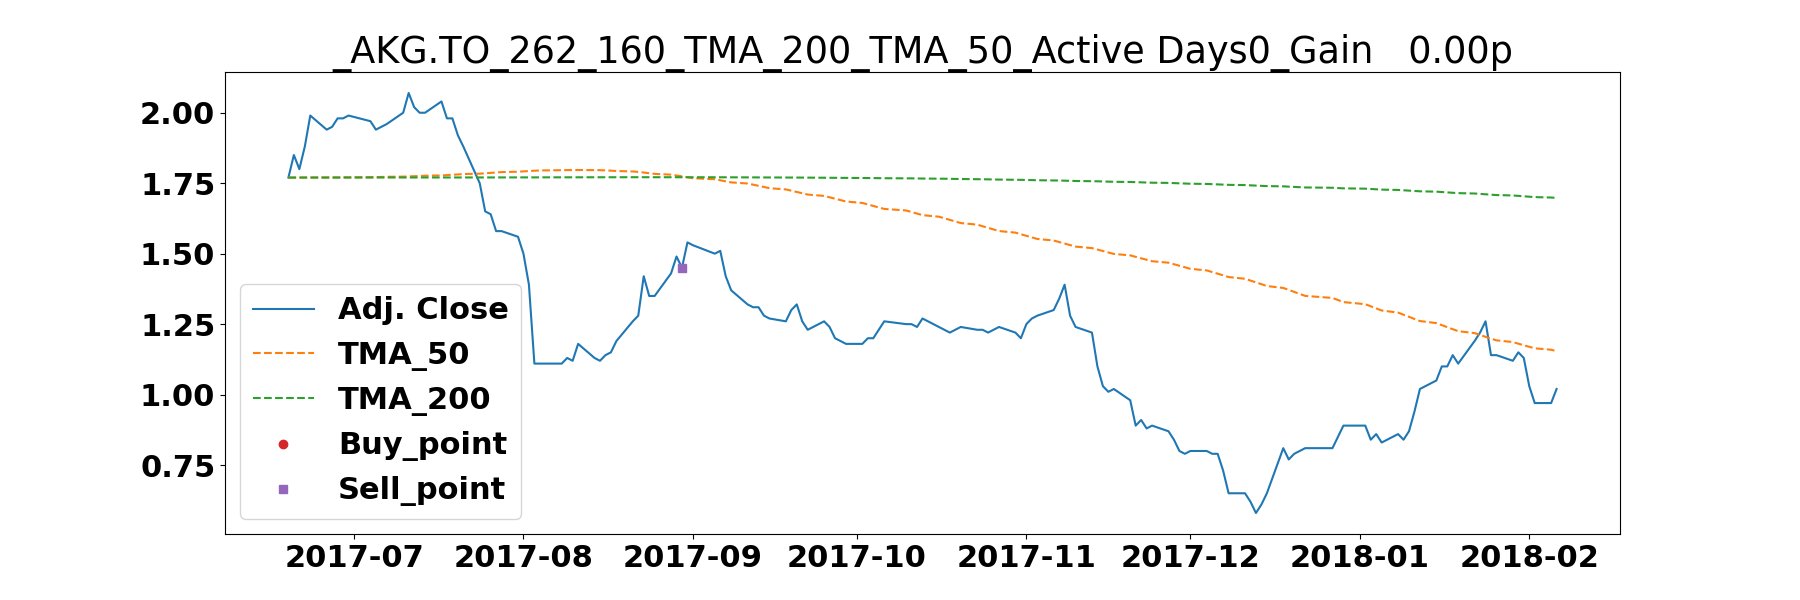 _AKG.TO_262_160_TMA_200_TMA_50_Active Days0_Gain   0.00p
2.00
1.75
1.50
1.25
1.00
0.75
Adj. Close
TMA_50
TMA_200
Buy_point
Sell_point
2017-07 2017-08 2017-09 2017-10 2017-11 2017-12 2018-01 2018-02